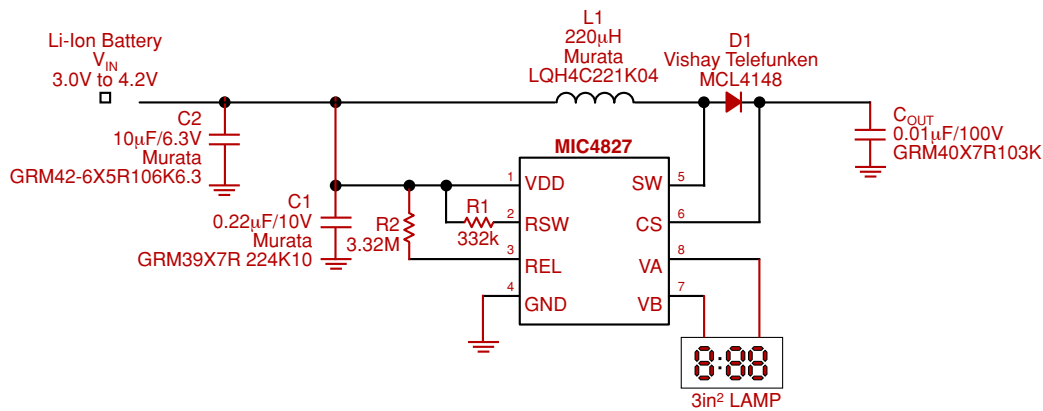 Li-Ion Battery
VIN
3.0V to 4.2V
L1
220µH
Murata
LQH4C221K04
D1
Vishay Telefunken
MCL4148
C2
10µF/6.3V
Murata
GRM42-6X5R106K6.3
COUT
0.01µF/100V
GRM40X7R103K
MIC4827
C1
0.22µF/10V
Murata
GRM39X7R 224K10
R2
3.32M
R1
332k
1 VDD
2 RSW
3 REL
4 GND
SW 5
CS 6
VA 8
VB 7
8:88
3in² LAMP